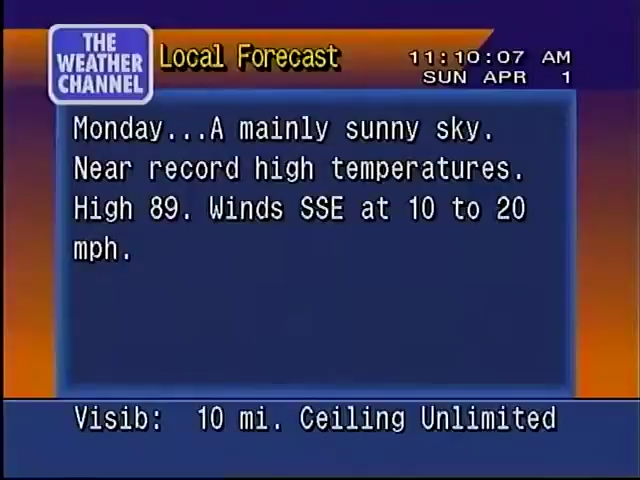 THE
WEATHER
CHANNEL
Local Forecast
11:10:07 AM
SUN APR 1
Monday...A mainly sunny sky.
Near record high temperatures.
High 89. Winds SSE at 10 to 20
mph.
Visib: 10 mi. Ceiling Unlimited